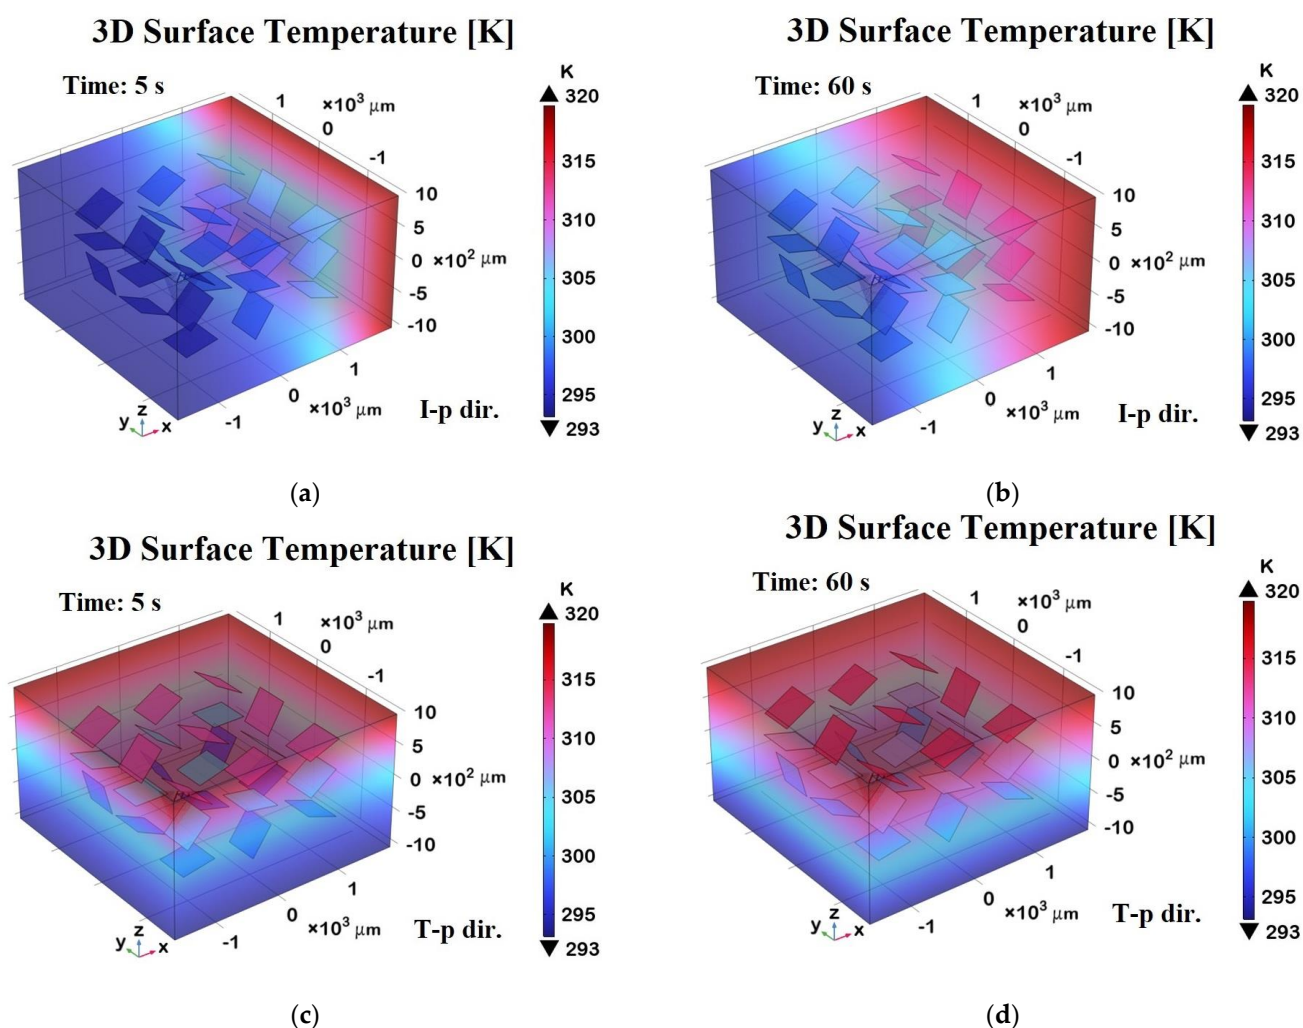 3D Surface Temperature [K]
Time: 5 s
K
320
315
310
305
300
295
293
1
×10³ μm
0
-1
10
5
0 ×10² μm
-5
-10
1
0 ×10³ μm
-1
y z x
I-p dir.
(a)
3D Surface Temperature [K]
Time: 60 s
K
320
315
310
305
300
295
293
1
×10³ μm
0
-1
10
5
0 ×10² μm
-5
-10
1
0 ×10³ μm
-1
y z x
I-p dir.
(b)
3D Surface Temperature [K]
Time: 5 s
K
320
315
310
305
300
295
293
1
×10³ μm
0
-1
10
5
0 ×10² μm
-5
-10
1
0 ×10³ μm
-1
y z x
T-p dir.
(c)
3D Surface Temperature [K]
Time: 60 s
K
320
315
310
305
300
295
293
1
×10³ μm
0
-1
10
5
0 ×10² μm
-5
-10
1
0 ×10³ μm
-1
y z x
T-p dir.
(d)